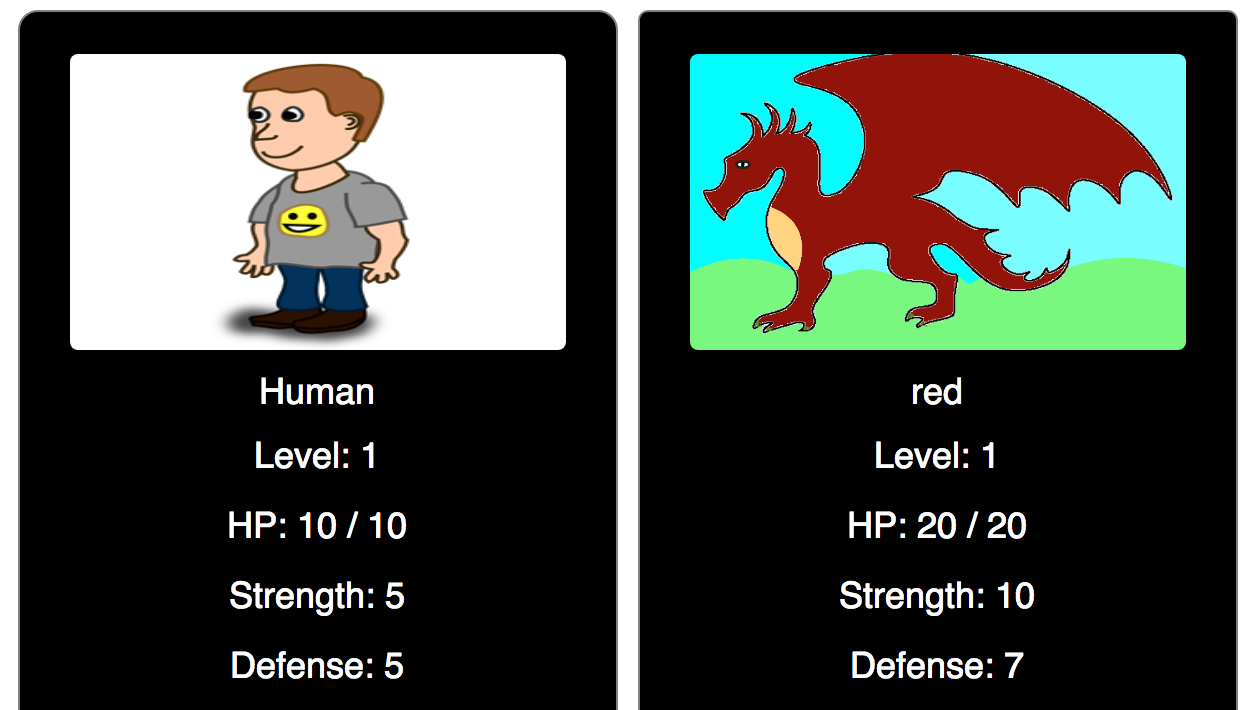 Human
Level: 1
HP: 10 / 10
Strength: 5
Defense: 5
red
Level: 1
HP: 20 / 20
Strength: 10
Defense: 7